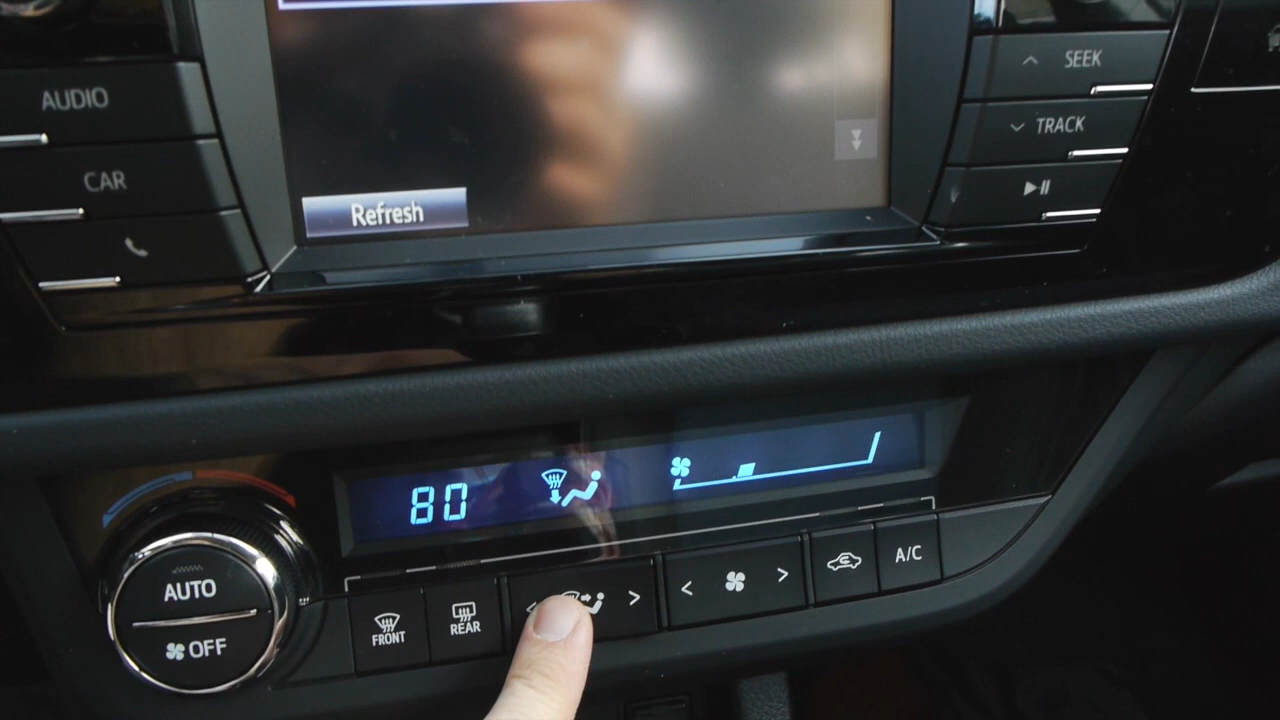 AUDIO
CAR
Refresh
SEEK
TRACK
80
AUTO
OFF
FRONT
REAR
A/C